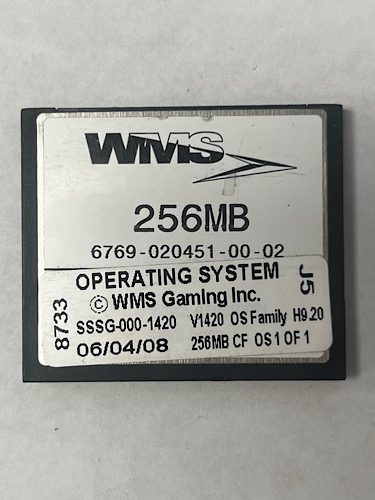 WMS
256MB
6769-020451-00-02
OPERATING SYSTEM
© WMS Gaming Inc.
SSSG-000-1420 V1420 OS Family H9.20
06/04/08 256MB CF OS 1 OF 1
8733
J5